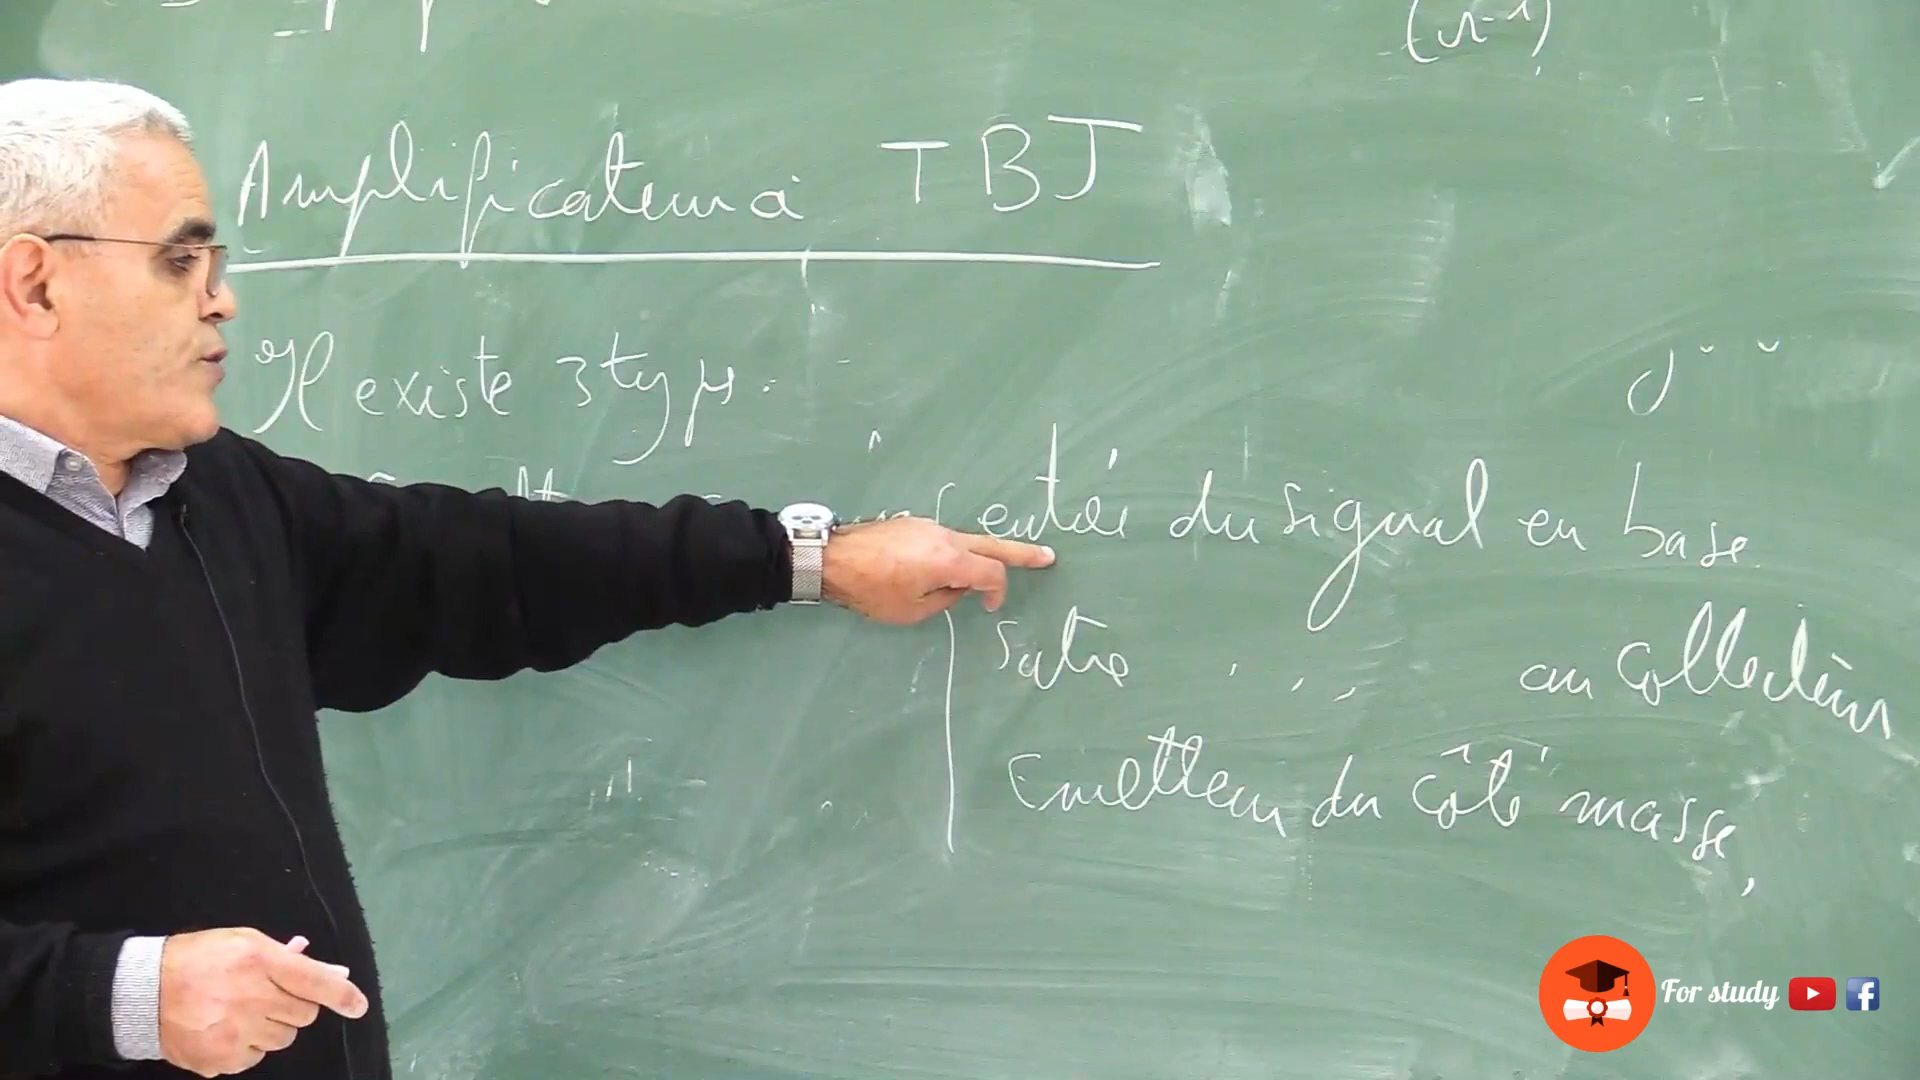 (n-1)
Amplificateur à TBJ
Il existe 3 types.
entrée du signal en base
Sortie , , , au collecteur
Emetteur du côté masse,
For study